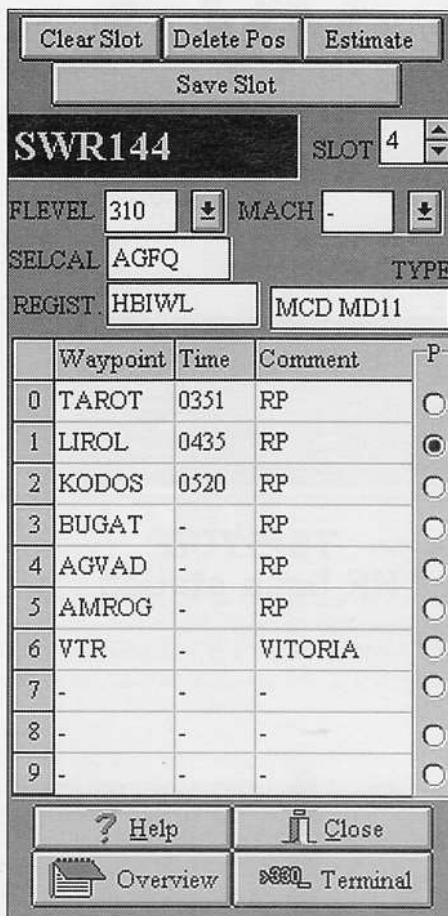 Clear Slot Delete Pos Estimate
Save Slot
SWR144 SLOT 4
FLEVEL 310 MACH -
SELCAL AGFQ TYPE
REGIST. HBIWL MCD MD11
Waypoint Time Comment P
0 TAROT 0351 RP
1 LIROL 0435 RP
2 KODOS 0520 RP
3 BUGAT - RP
4 AGVAD - RP
5 AMROG - RP
6 VTR - VITORIA
7 - - -
8 - - -
9 - - -
? Help Close
Overview >330L Terminal